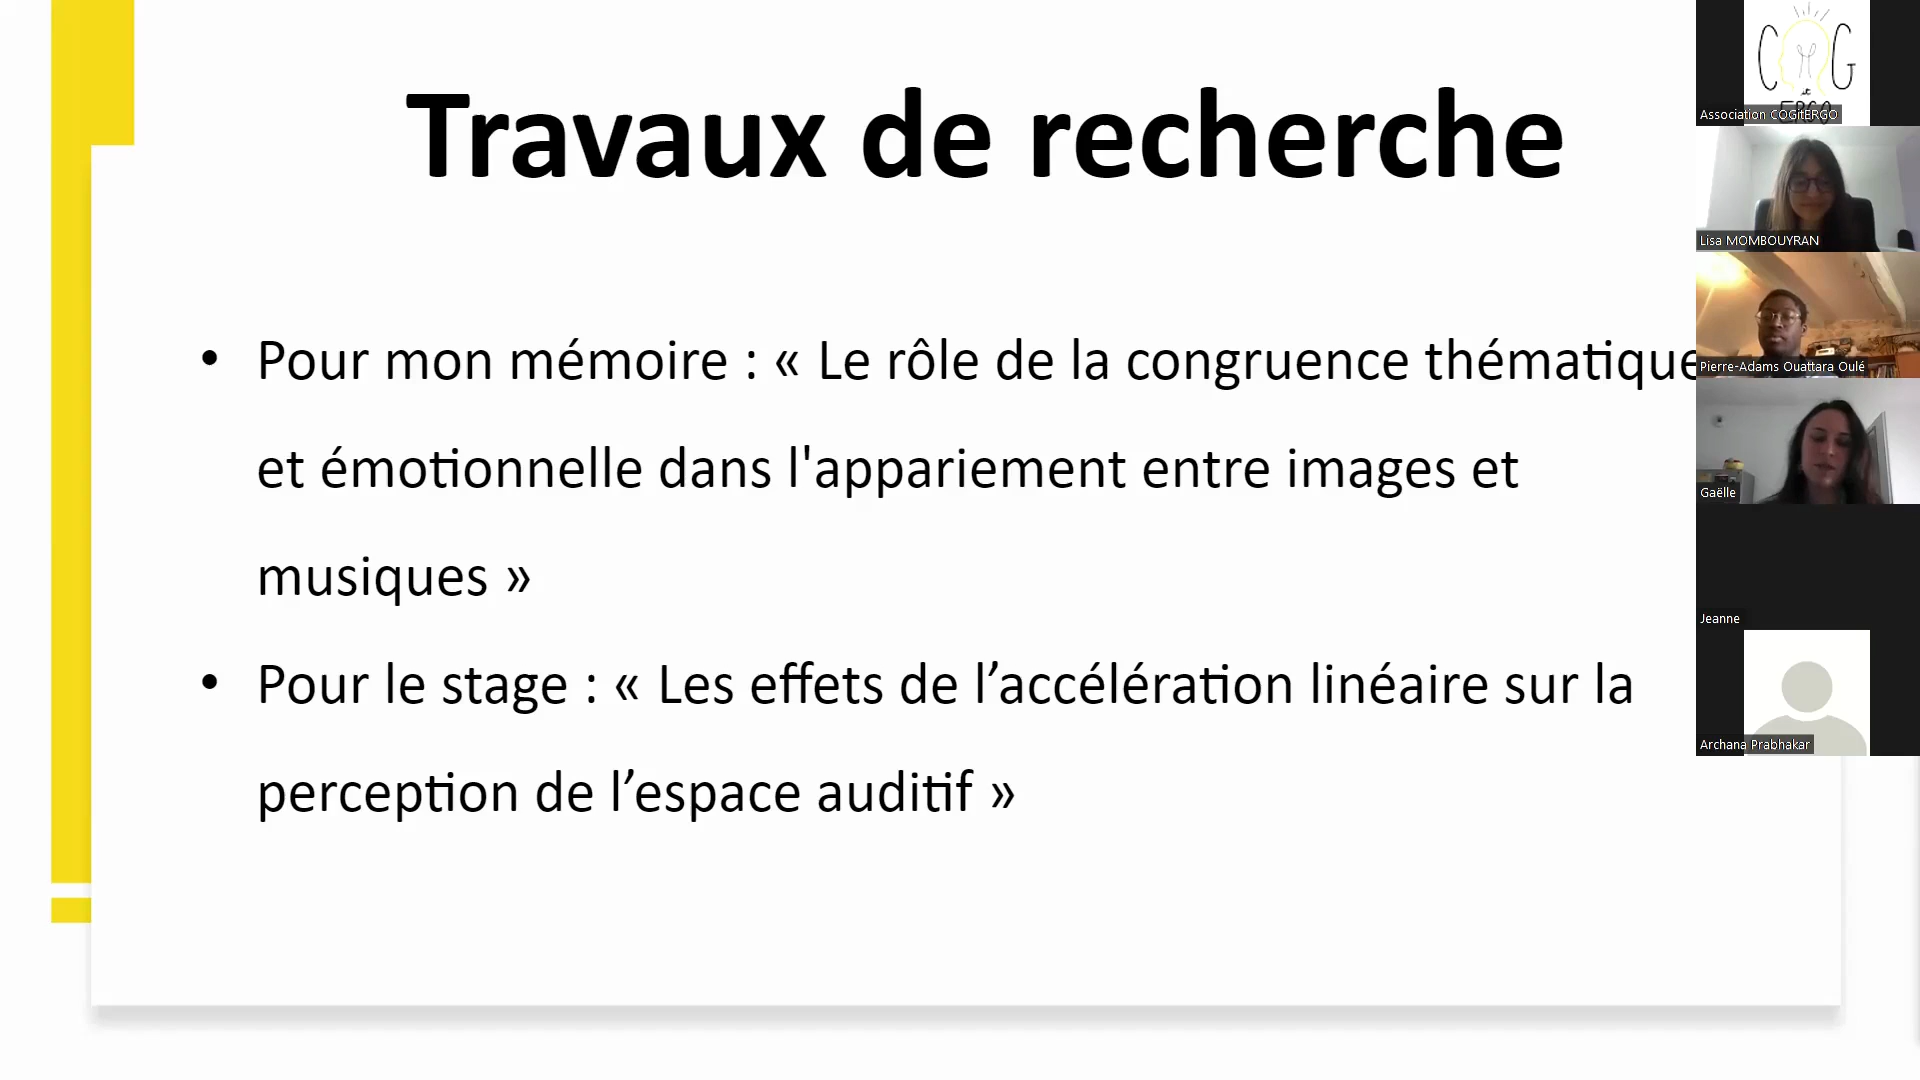 Travaux de recherche
• Pour mon mémoire : « Le rôle de la congruence thématique
et émotionnelle dans l'appariement entre images et
musiques »
• Pour le stage : « Les effets de l’accélération linéaire sur la
perception de l’espace auditif »
C G
et
ERGO
Association COGitERGO
Lisa MOMBOUYRAN
Pierre-Adams Ouattara Oulé
Gaëlle
Jeanne
Archana Prabhakar